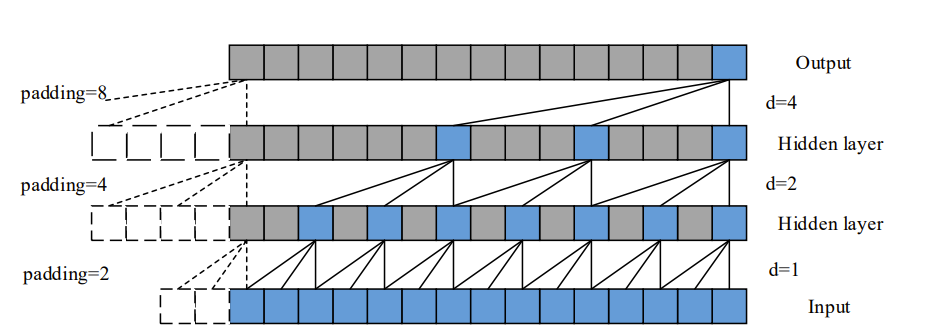 Output
padding=8
d=4
Hidden layer
padding=4
d=2
Hidden layer
padding=2
d=1
Input